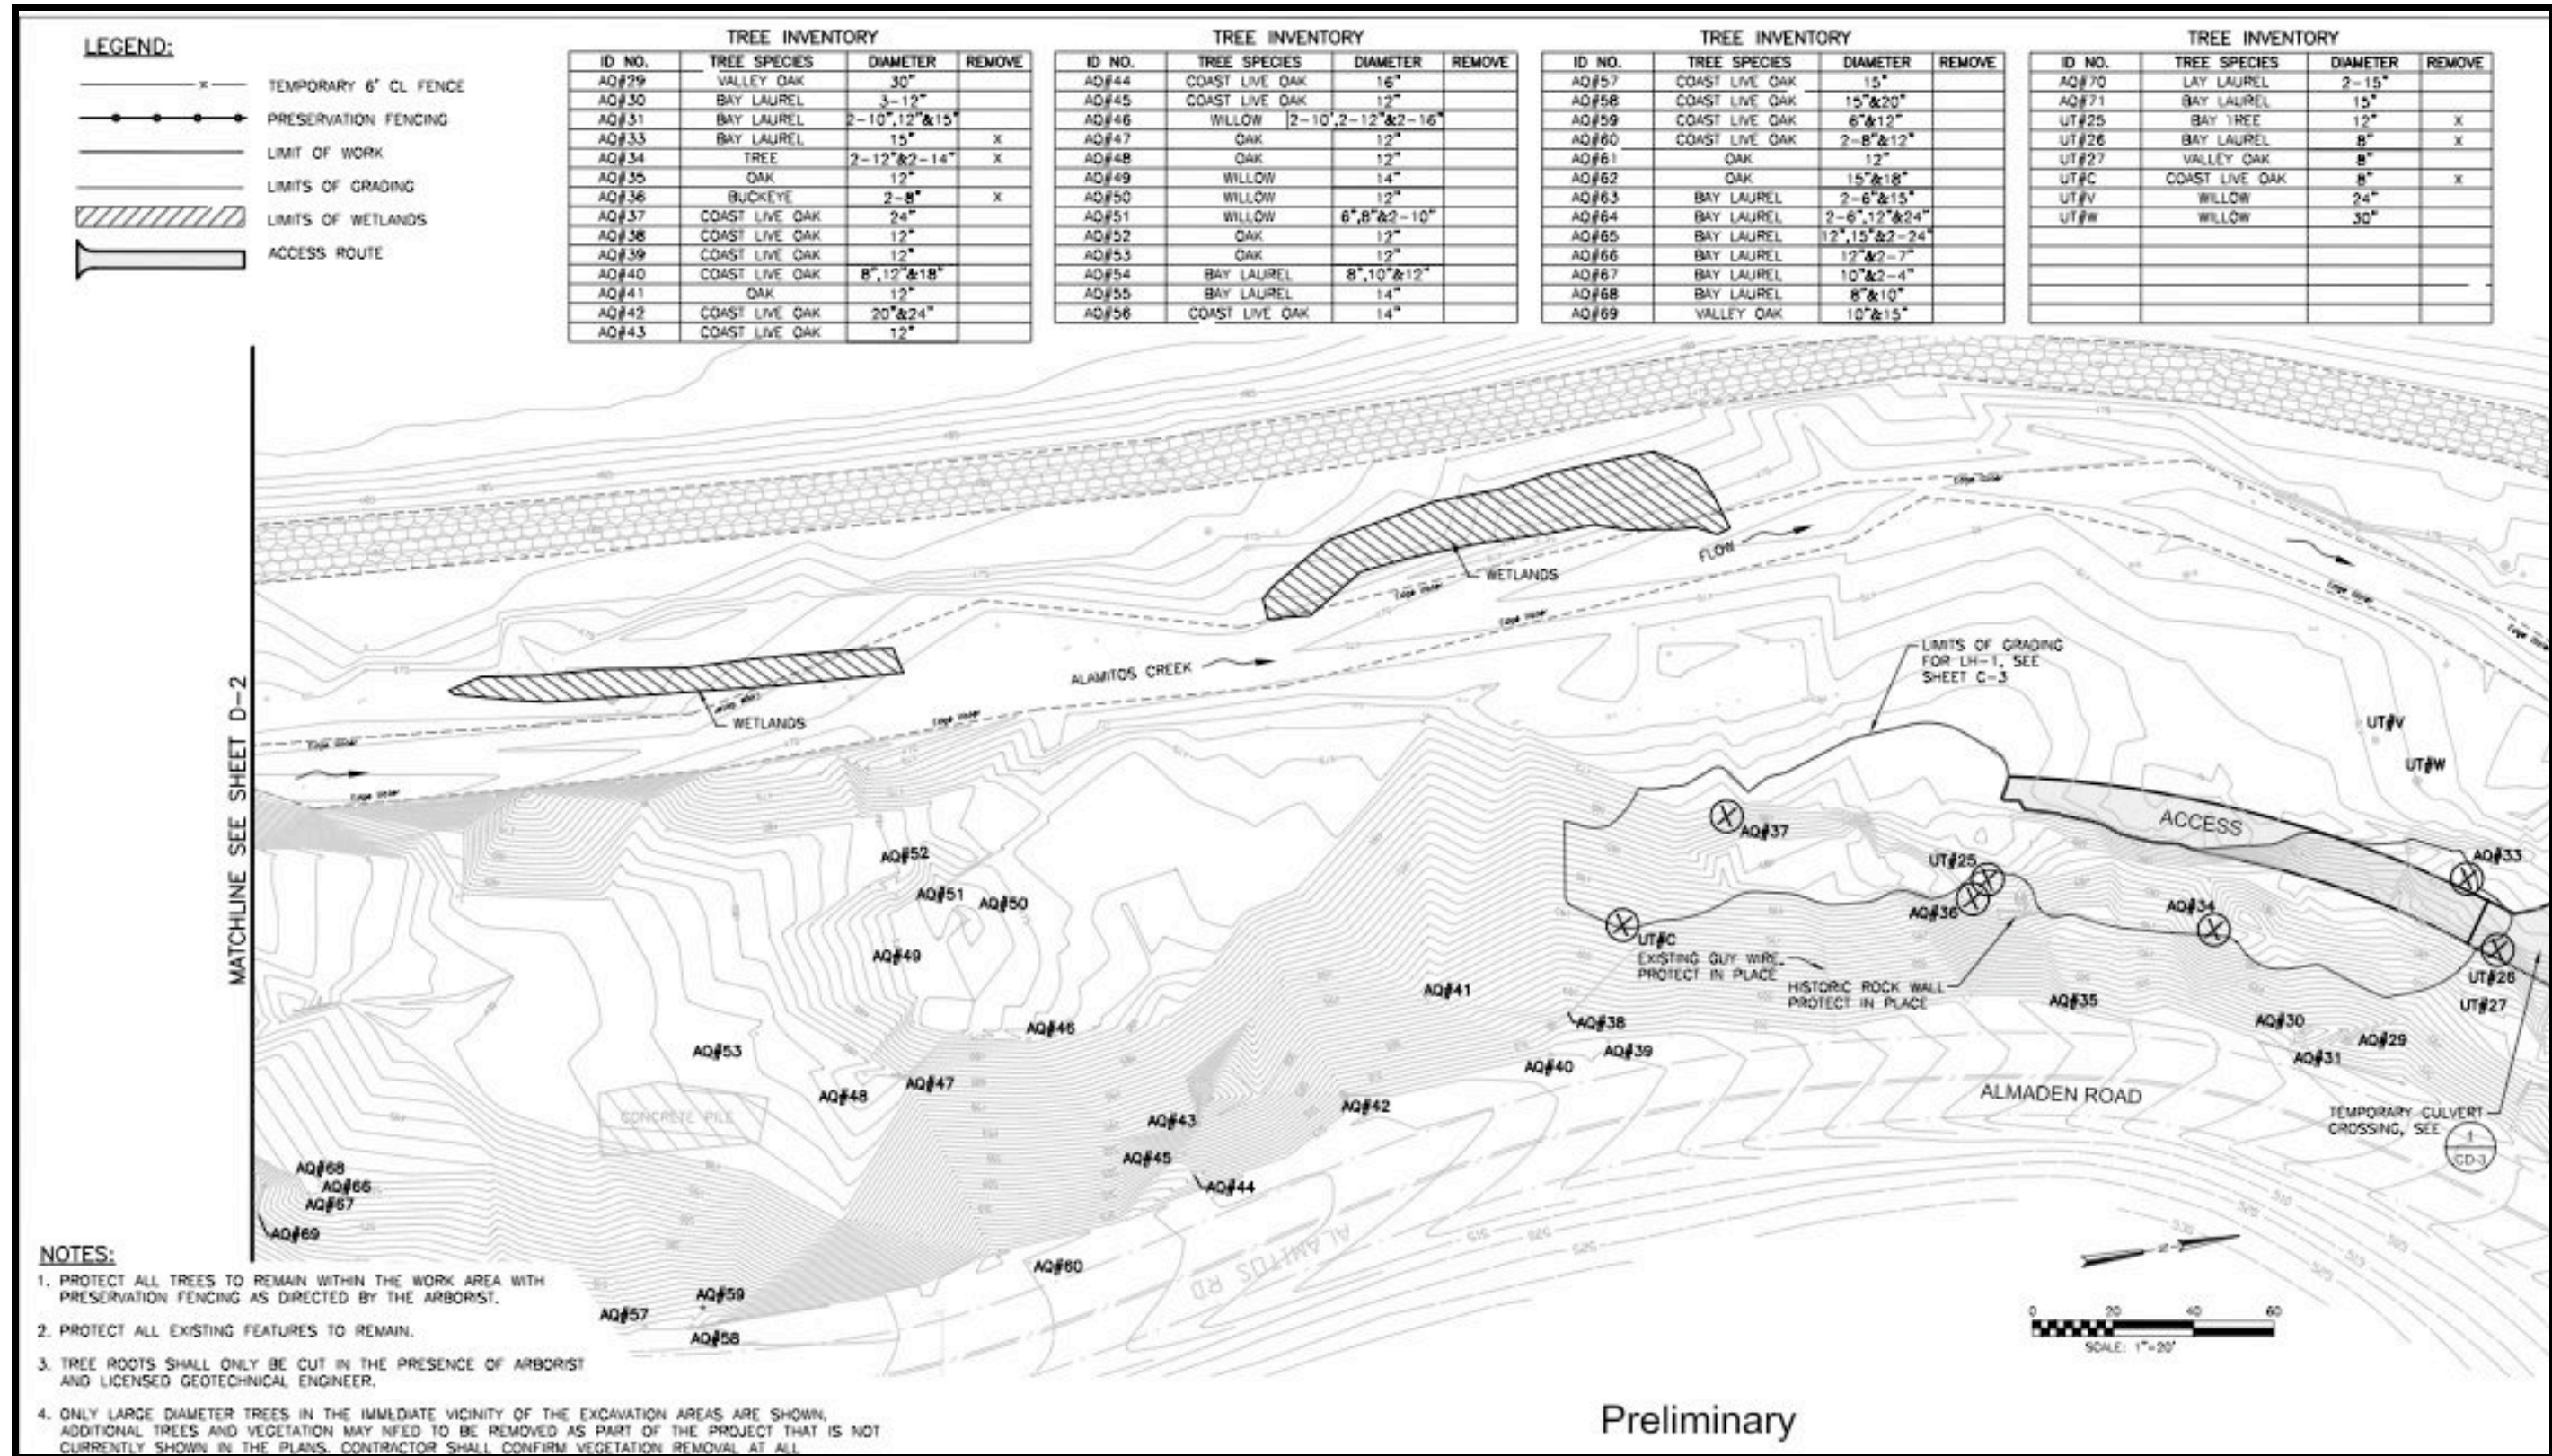 LEGEND:
TEMPORARY 6' CL FENCE
PRESERVATION FENCING
LIMIT OF WORK
LIMITS OF GRADING
LIMITS OF WETLANDS
ACCESS ROUTE
TREE INVENTORY
ID NO. TREE SPECIES DIAMETER REMOVE
AQ#29 VALLEY OAK 30"
AQ#30 BAY LAUREL 3-12"
AQ#31 BAY LAUREL 2-10",12"&15"
AQ#33 BAY LAUREL 15" X
AQ#34 TREE 2-12"&2-14" X
AQ#35 OAK 12"
AQ#36 BUCKEYE 2-8" X
AQ#37 COAST LIVE OAK 24"
AQ#38 COAST LIVE OAK 12"
AQ#39 COAST LIVE OAK 12"
AQ#40 COAST LIVE OAK 8",12"&18"
AQ#41 OAK 12"
AQ#42 COAST LIVE OAK 20"&24"
AQ#43 COAST LIVE OAK 12"
TREE INVENTORY
ID NO. TREE SPECIES DIAMETER REMOVE
AQ#44 COAST LIVE OAK 16"
AQ#45 COAST LIVE OAK 12"
AQ#46 WILLOW 2-10',2-12"&2-16"
AQ#47 OAK 12"
AQ#48 OAK 12"
AQ#49 WILLOW 14"
AQ#50 WILLOW 12"
AQ#51 WILLOW 6",8"&2-10"
AQ#52 OAK 12"
AQ#53 OAK 12"
AQ#54 BAY LAUREL 8",10"&12"
AQ#55 BAY LAUREL 14"
AQ#56 COAST LIVE OAK 14"
TREE INVENTORY
ID NO. TREE SPECIES DIAMETER REMOVE
AQ#57 COAST LIVE OAK 15"
AQ#58 COAST LIVE OAK 15"&20"
AQ#59 COAST LIVE OAK 6"&12"
AQ#60 COAST LIVE OAK 2-8"&12"
AQ#61 OAK 12"
AQ#62 OAK 15"&18"
AQ#63 BAY LAUREL 2-6"&15"
AQ#64 BAY LAUREL 2-6",12"&24"
AQ#65 BAY LAUREL 12",15"&2-24"
AQ#66 BAY LAUREL 12"&2-7"
AQ#67 BAY LAUREL 10"&2-4"
AQ#68 BAY LAUREL 8"&10"
AQ#69 VALLEY OAK 10"&15"
TREE INVENTORY
ID NO. TREE SPECIES DIAMETER REMOVE
AQ#70 LAY LAUREL 2-15"
AQ#71 BAY LAUREL 15"
UT#25 BAY TREE 12" X
UT#26 BAY LAUREL 8" X
UT#27 VALLEY OAK 8"
UT#C COAST LIVE OAK 8" X
UT#V WILLOW 24"
UT#W WILLOW 30"
MATCHLINE SEE SHEET D-2
WETLANDS
FLOW
Edge Water
ALAMITOS CREEK
WETLANDS
LIMITS OF GRADING
FOR LH-1, SEE
SHEET C-3
UT#V
UT#W
ACCESS
AQ#37
AQ#33
UT#25
AQ#36
AQ#34
UT#C
EXISTING GUY WIRE,
PROTECT IN PLACE
HISTORIC ROCK WALL
PROTECT IN PLACE
UT#26
UT#27
AQ#52
AQ#51
AQ#50
AQ#49
AQ#41
AQ#38
AQ#35
AQ#30
AQ#29
AQ#31
AQ#46
AQ#53
AQ#39
AQ#40
AQ#47
AQ#48
CONCRETE PILE
AQ#43
AQ#42
ALMADEN ROAD
TEMPORARY CULVERT
CROSSING, SEE
1
CD-3
AQ#45
AQ#44
AQ#68
AQ#66
AQ#67
AQ#69
AQ#60
ALAMITOS RD
AQ#59
AQ#57
AQ#58
515
520
525
510
520
515
505
525
530
N
0 20 40 60
SCALE: 1"=20'
NOTES:
1. PROTECT ALL TREES TO REMAIN WITHIN THE WORK AREA WITH
PRESERVATION FENCING AS DIRECTED BY THE ARBORIST.
2. PROTECT ALL EXISTING FEATURES TO REMAIN.
3. TREE ROOTS SHALL ONLY BE CUT IN THE PRESENCE OF ARBORIST
AND LICENSED GEOTECHNICAL ENGINEER.
4. ONLY LARGE DIAMETER TREES IN THE IMMEDIATE VICINITY OF THE EXCAVATION AREAS ARE SHOWN,
ADDITIONAL TREES AND VEGETATION MAY NEED TO BE REMOVED AS PART OF THE PROJECT THAT IS NOT
CURRENTLY SHOWN IN THE PLANS. CONTRACTOR SHALL CONFIRM VEGETATION REMOVAL AT ALL
Preliminary